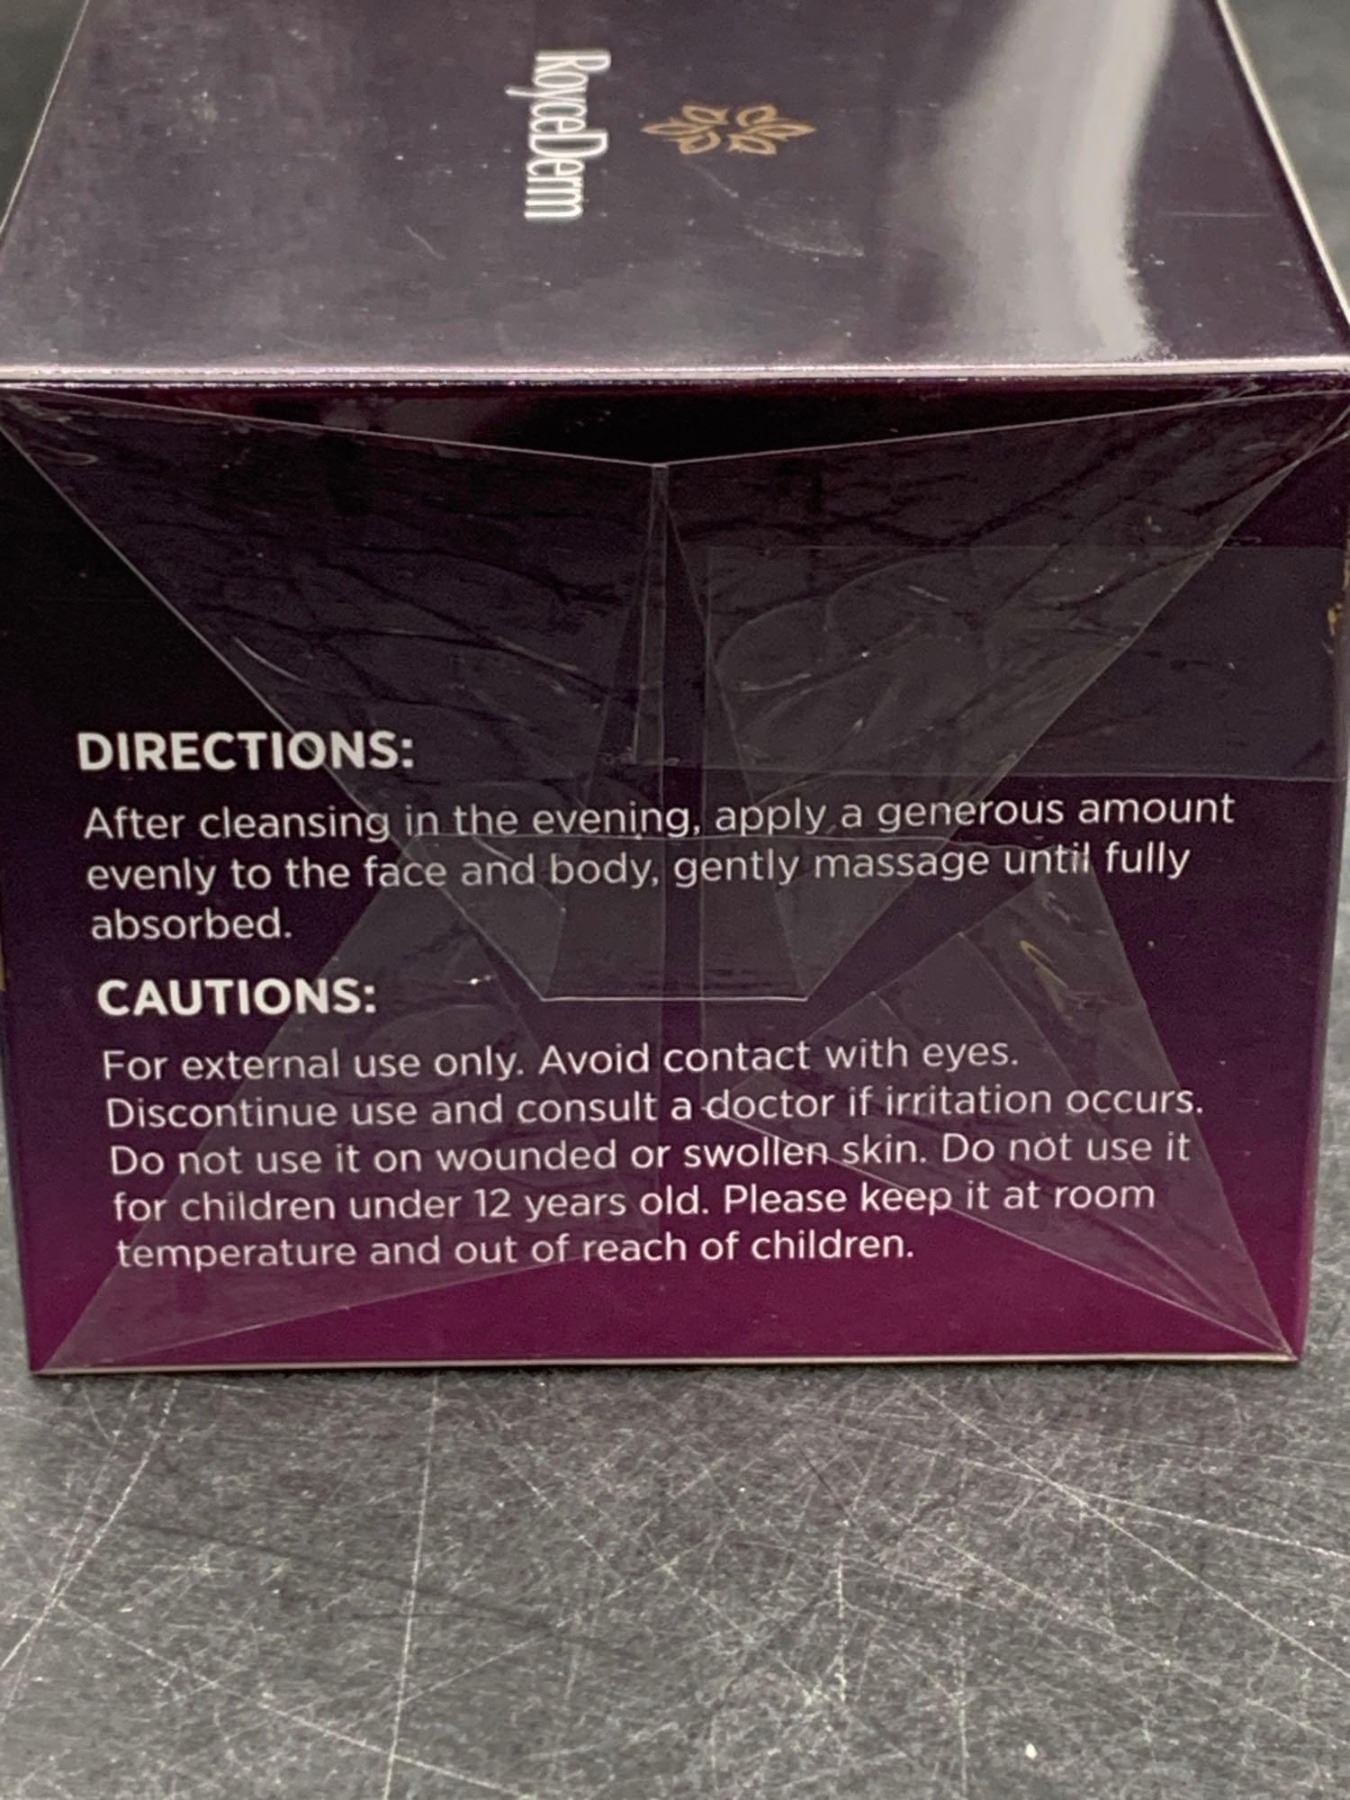 RoyceDerm
DIRECTIONS:
After cleansing in the evening, apply a generous amount
evenly to the face and body, gently massage until fully
absorbed.
CAUTIONS:
For external use only. Avoid contact with eyes.
Discontinue use and consult a doctor if irritation occurs.
Do not use it on wounded or swollen skin. Do not use it
for children under 12 years old. Please keep it at room
temperature and out of reach of children.